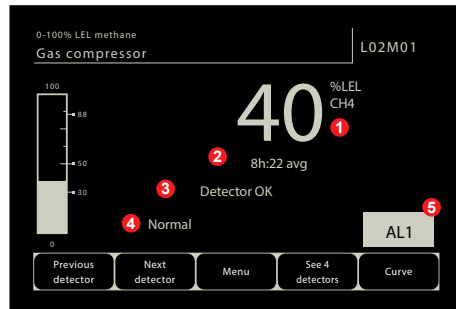 0-100% LEL methane
Gas compressor
L02M01
100
88
50
30
0
40
%LEL
CH4
1
2
8h:22 avg
3
Detector OK
4
Normal
5
AL1
Previous
detector
Next
detector
Menu
See 4
detectors
Curve